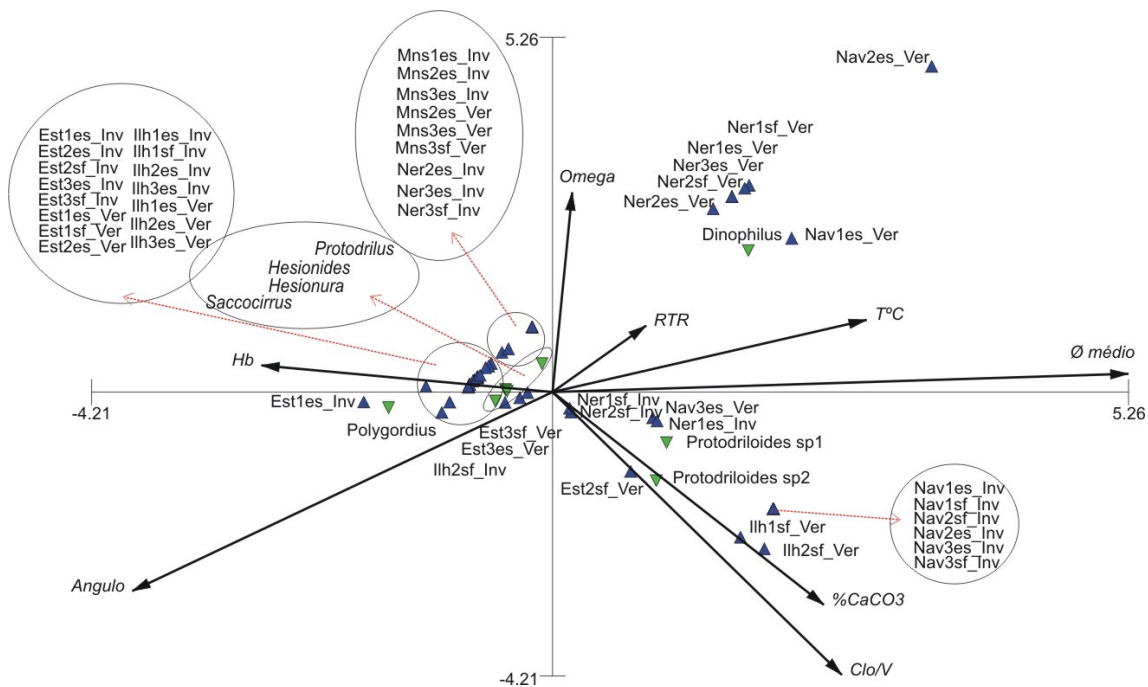 5.26
Nav2es_Ver
Mns1es_Inv
Mns2es_Inv
Mns3es_Inv
Mns2es_Ver
Mns3es_Ver
Mns3sf_Ver
Ner2es_Inv
Ner3es_Inv
Ner3sf_Inv
Est1es_Inv Ilh1es_Inv
Est2es_Inv Ilh1sf_Inv
Est2sf_Inv Ilh2es_Inv
Est3es_Inv Ilh3es_Inv
Est3sf_Inv Ilh1es_Ver
Est1es_Ver Ilh2es_Ver
Est1sf_Ver Ilh3es_Ver
Est2es_Ver
Ner1sf_Ver
Ner1es_Ver
Ner3es_Ver
Ner2sf_Ver
Ner2es_Ver
Omega
Dinophilus
Nav1es_Ver
Protodrilus
Hesionides
Hesionura
Saccocirrus
RTR
TºC
Hb
Ø médio
-4.21
5.26
Est1es_Inv
Polygordius
Ner1sf_Inv
Ner2sf_Inv
Nav3es_Ver
Ner1es_Inv
Est3sf_Ver
Est3es_Ver
Ilh2sf_Inv
Protodriloides sp1
Est2sf_Ver
Protodriloides sp2
Nav1es_Inv
Nav1sf_Inv
Nav2sf_Inv
Nav2es_Inv
Nav3es_Inv
Nav3sf_Inv
Ilh1sf_Ver
Ilh2sf_Ver
Angulo
%CaCO3
Clo/V
-4.21